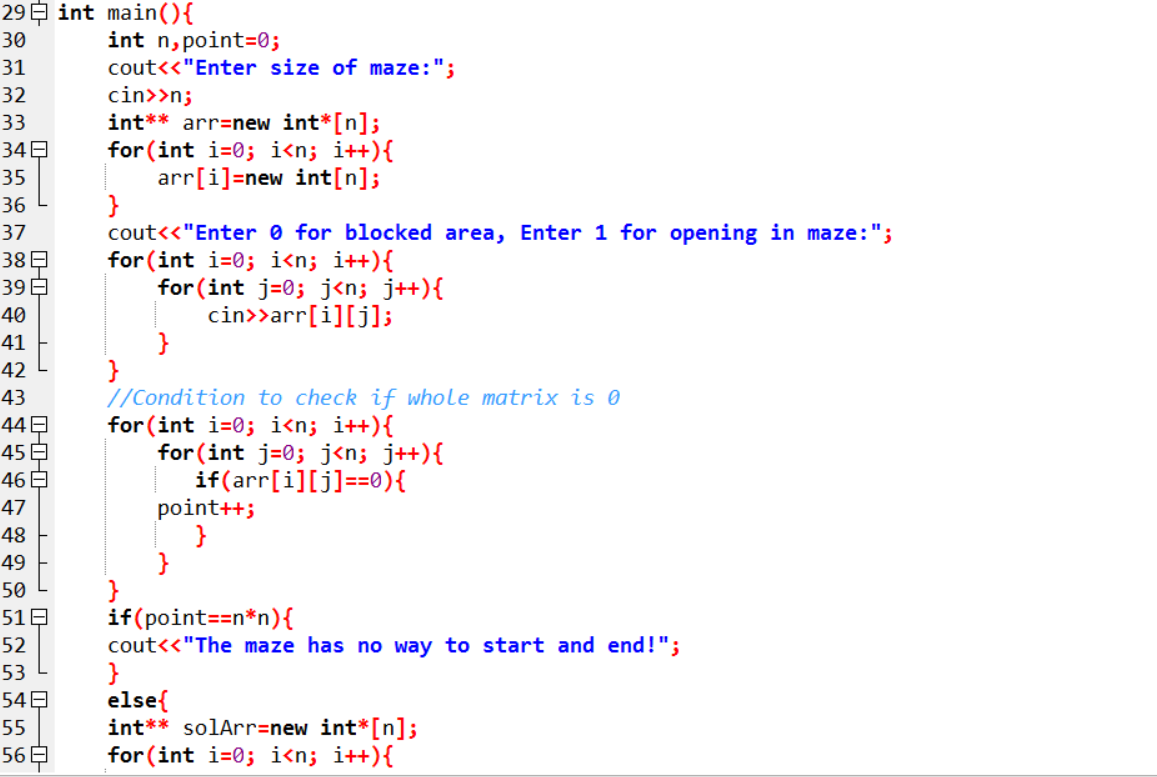 29 int main(){
30 int n,point=0;
31 cout<<"Enter size of maze:";
32 cin>>n;
33 int** arr=new int*[n];
34 for(int i=0; i<n; i++){
35 arr[i]=new int[n];
36 }
37 cout<<"Enter 0 for blocked area, Enter 1 for opening in maze:";
38 for(int i=0; i<n; i++){
39 for(int j=0; j<n; j++){
40 cin>>arr[i][j];
41 }
42 }
43 //Condition to check if whole matrix is 0
44 for(int i=0; i<n; i++){
45 for(int j=0; j<n; j++){
46 if(arr[i][j]==0){
47 point++;
48 }
49 }
50 }
51 if(point==n*n){
52 cout<<"The maze has no way to start and end!";
53 }
54 else{
55 int** solArr=new int*[n];
56 for(int i=0; i<n; i++){